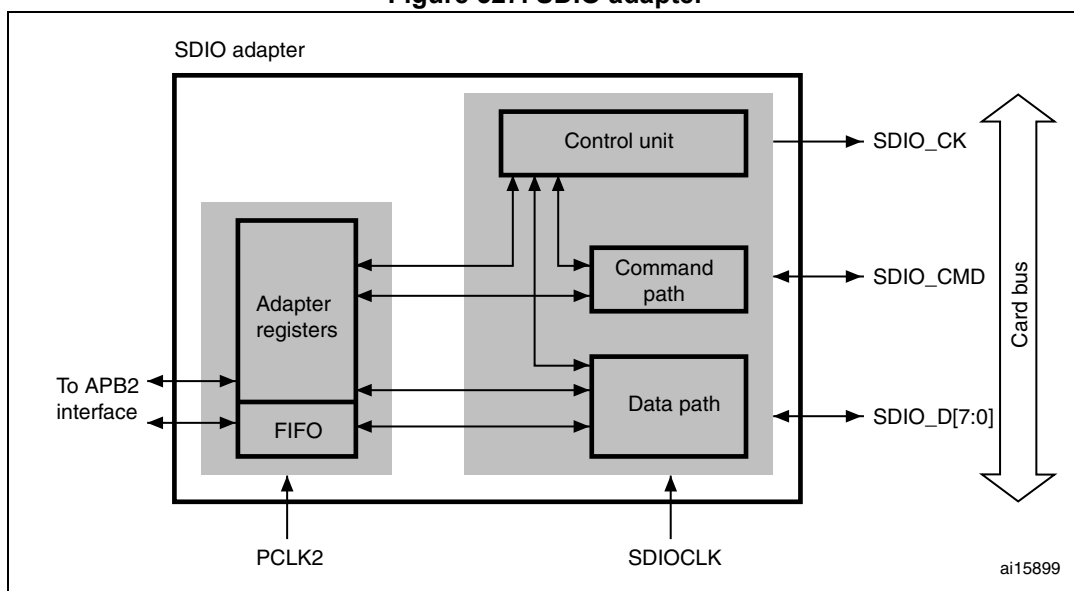 SDIO adapter
Control unit
SDIO_CK
Command
path
SDIO_CMD
Card bus
Adapter
registers
To APB2
interface
Data path
SDIO_D[7:0]
FIFO
PCLK2
SDIOCLK
ai15899